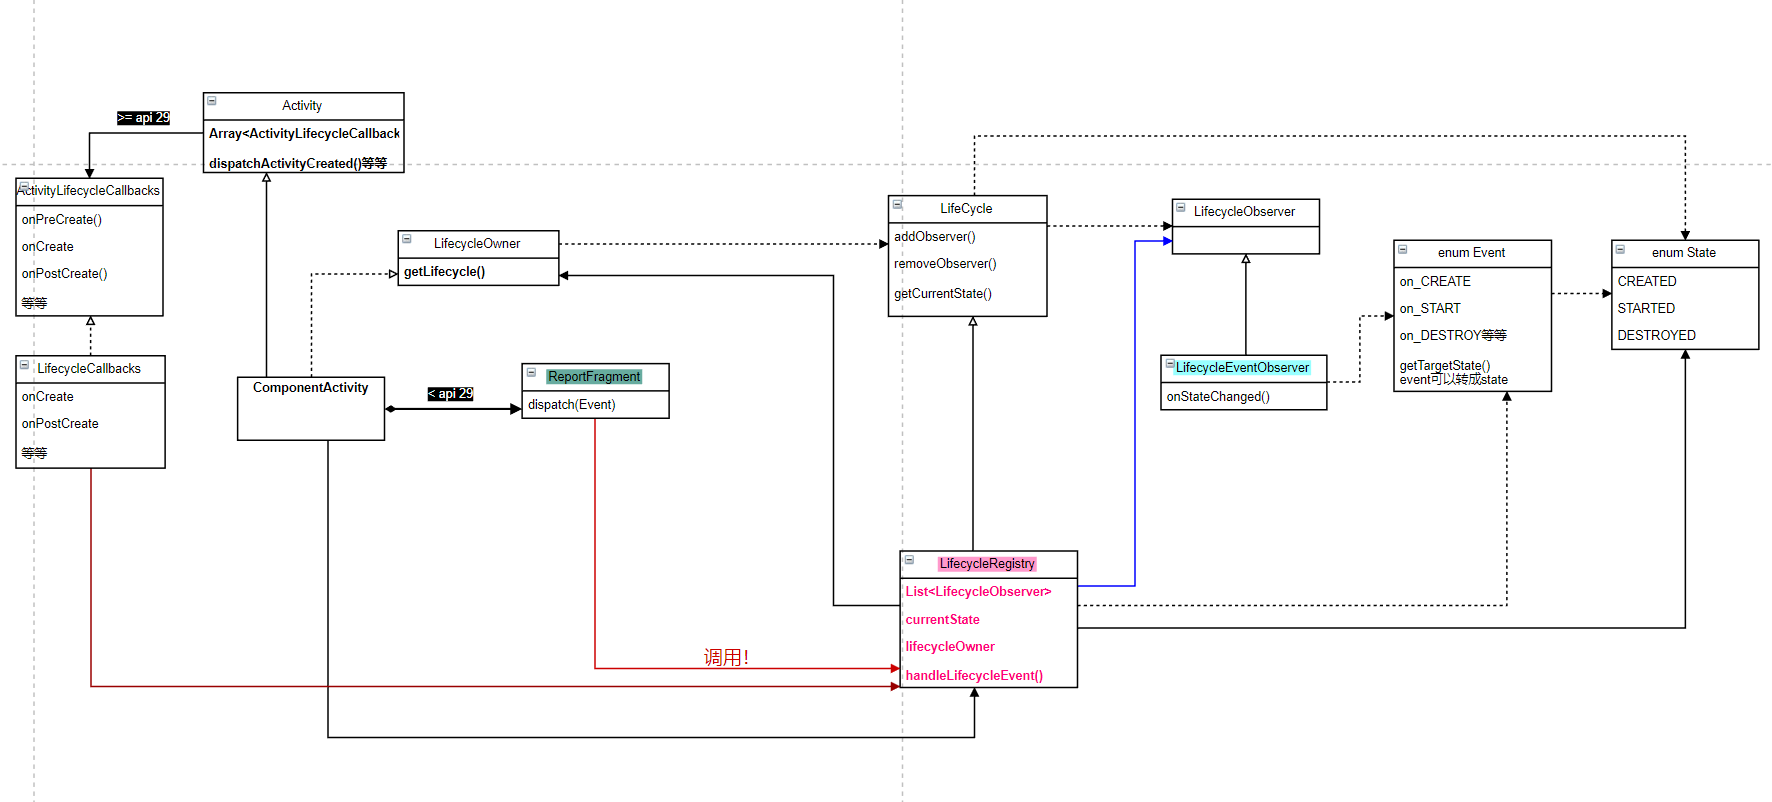 >= api 29
Activity
Array<ActivityLifecycleCallback
dispatchActivityCreated()等等
ActivityLifecycleCallbacks
onPreCreate()
onCreate
onPostCreate()
等等
LifecycleCallbacks
onCreate
onPostCreate
等等
LifecycleOwner
getLifecycle()
ComponentActivity
< api 29
ReportFragment
dispatch(Event)
LifeCycle
addObserver()
removeObserver()
getCurrentState()
LifecycleObserver
LifecycleEventObserver
onStateChanged()
enum Event
on_CREATE
on_START
on_DESTROY等等
getTargetState()
event可以转成state
enum State
CREATED
STARTED
DESTROYED
LifecycleRegistry
List<LifecycleObserver>
currentState
lifecycleOwner
handleLifecycleEvent()
调用!